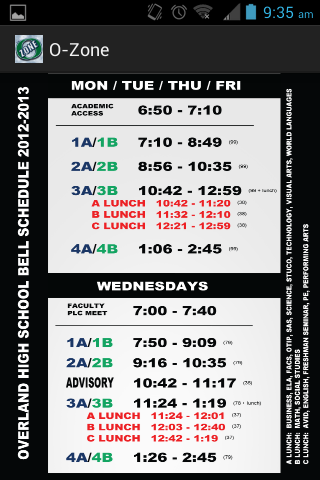 9:35 am
ZONE
O-Zone
OVERLAND HIGH SCHOOL BELL SCHEDULE 2012-2013
MON / TUE / THU / FRI
ACADEMIC ACCESS 6:50 - 7:10
1A/1B 7:10 - 8:49 (99)
2A/2B 8:56 - 10:35 (99)
3A/3B 10:42 - 12:59 (99 + lunch)
A LUNCH 10:42 - 11:20 (38)
B LUNCH 11:32 - 12:10 (38)
C LUNCH 12:21 - 12:59 (38)
4A/4B 1:06 - 2:45 (99)
WEDNESDAYS
FACULTY PLC MEET 7:00 - 7:40
1A/1B 7:50 - 9:09 (79)
2A/2B 9:16 - 10:35 (79)
ADVISORY 10:42 - 11:17 (35)
3A/3B 11:24 - 1:19 (78 + lunch)
A LUNCH 11:24 - 12:01 (37)
B LUNCH 12:03 - 12:40 (37)
C LUNCH 12:42 - 1:19 (37)
4A/4B 1:26 - 2:45 (79)
A LUNCH: BUSINESS, ELA, FACS, OTIP, SAS, SCIENCE, STUCO, TECHNOLOGY, VISUAL ARTS, WORLD LANGUAGES
B LUNCH: MATH, SOCIAL STUDIES
C LUNCH: AVID, ENGLISH, FRESHMAN SEMINAR, PE, PERFORMING ARTS